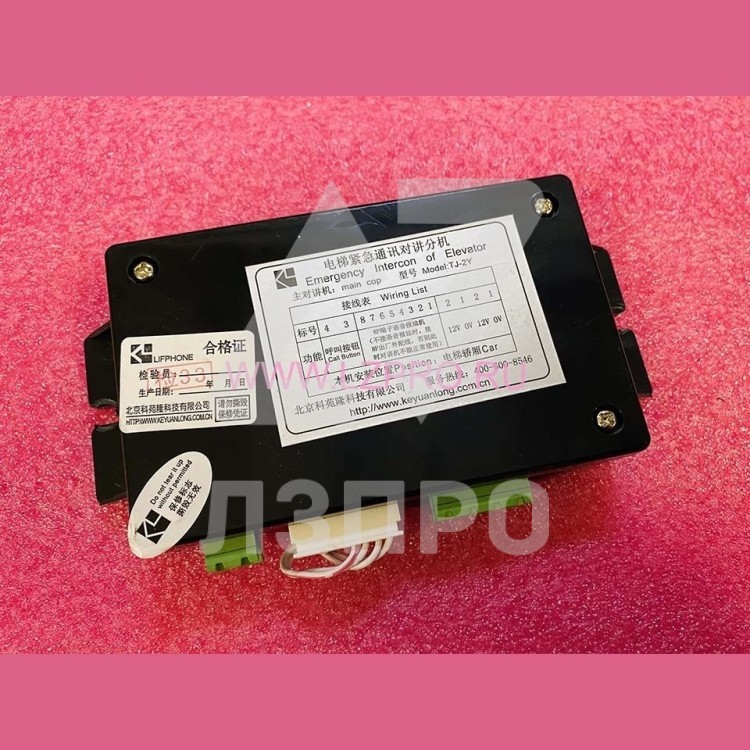 电梯紧急通讯对讲分机
Emergency Intercon of Elevator
主对讲机: main cop 型号 Model:TJ-2Y
接线表 Wiring List
标号 4 3 8 7 6 5 4 3 2 1 2 1 2 1
功能 呼叫按钮 Call Button 12V 0V 12V 0V
本机安装位置Position: 电梯轿厢Car
北京科苑隆科技有限公司 服务热线: 400-600-8546
http://www.keyuanlong.com.cn
LIFPHONE 合格证
检验员:
检33
生产日期: 年 月 日
北京科苑隆科技有限公司
HTTP://WWW.KEYUANLONG.COM.CN
请勿撕毁
保修凭证
Do not tear it up
without permitted
保修标志
撕毁无效
WWW.LZPRO.RU
ЛЗПРО